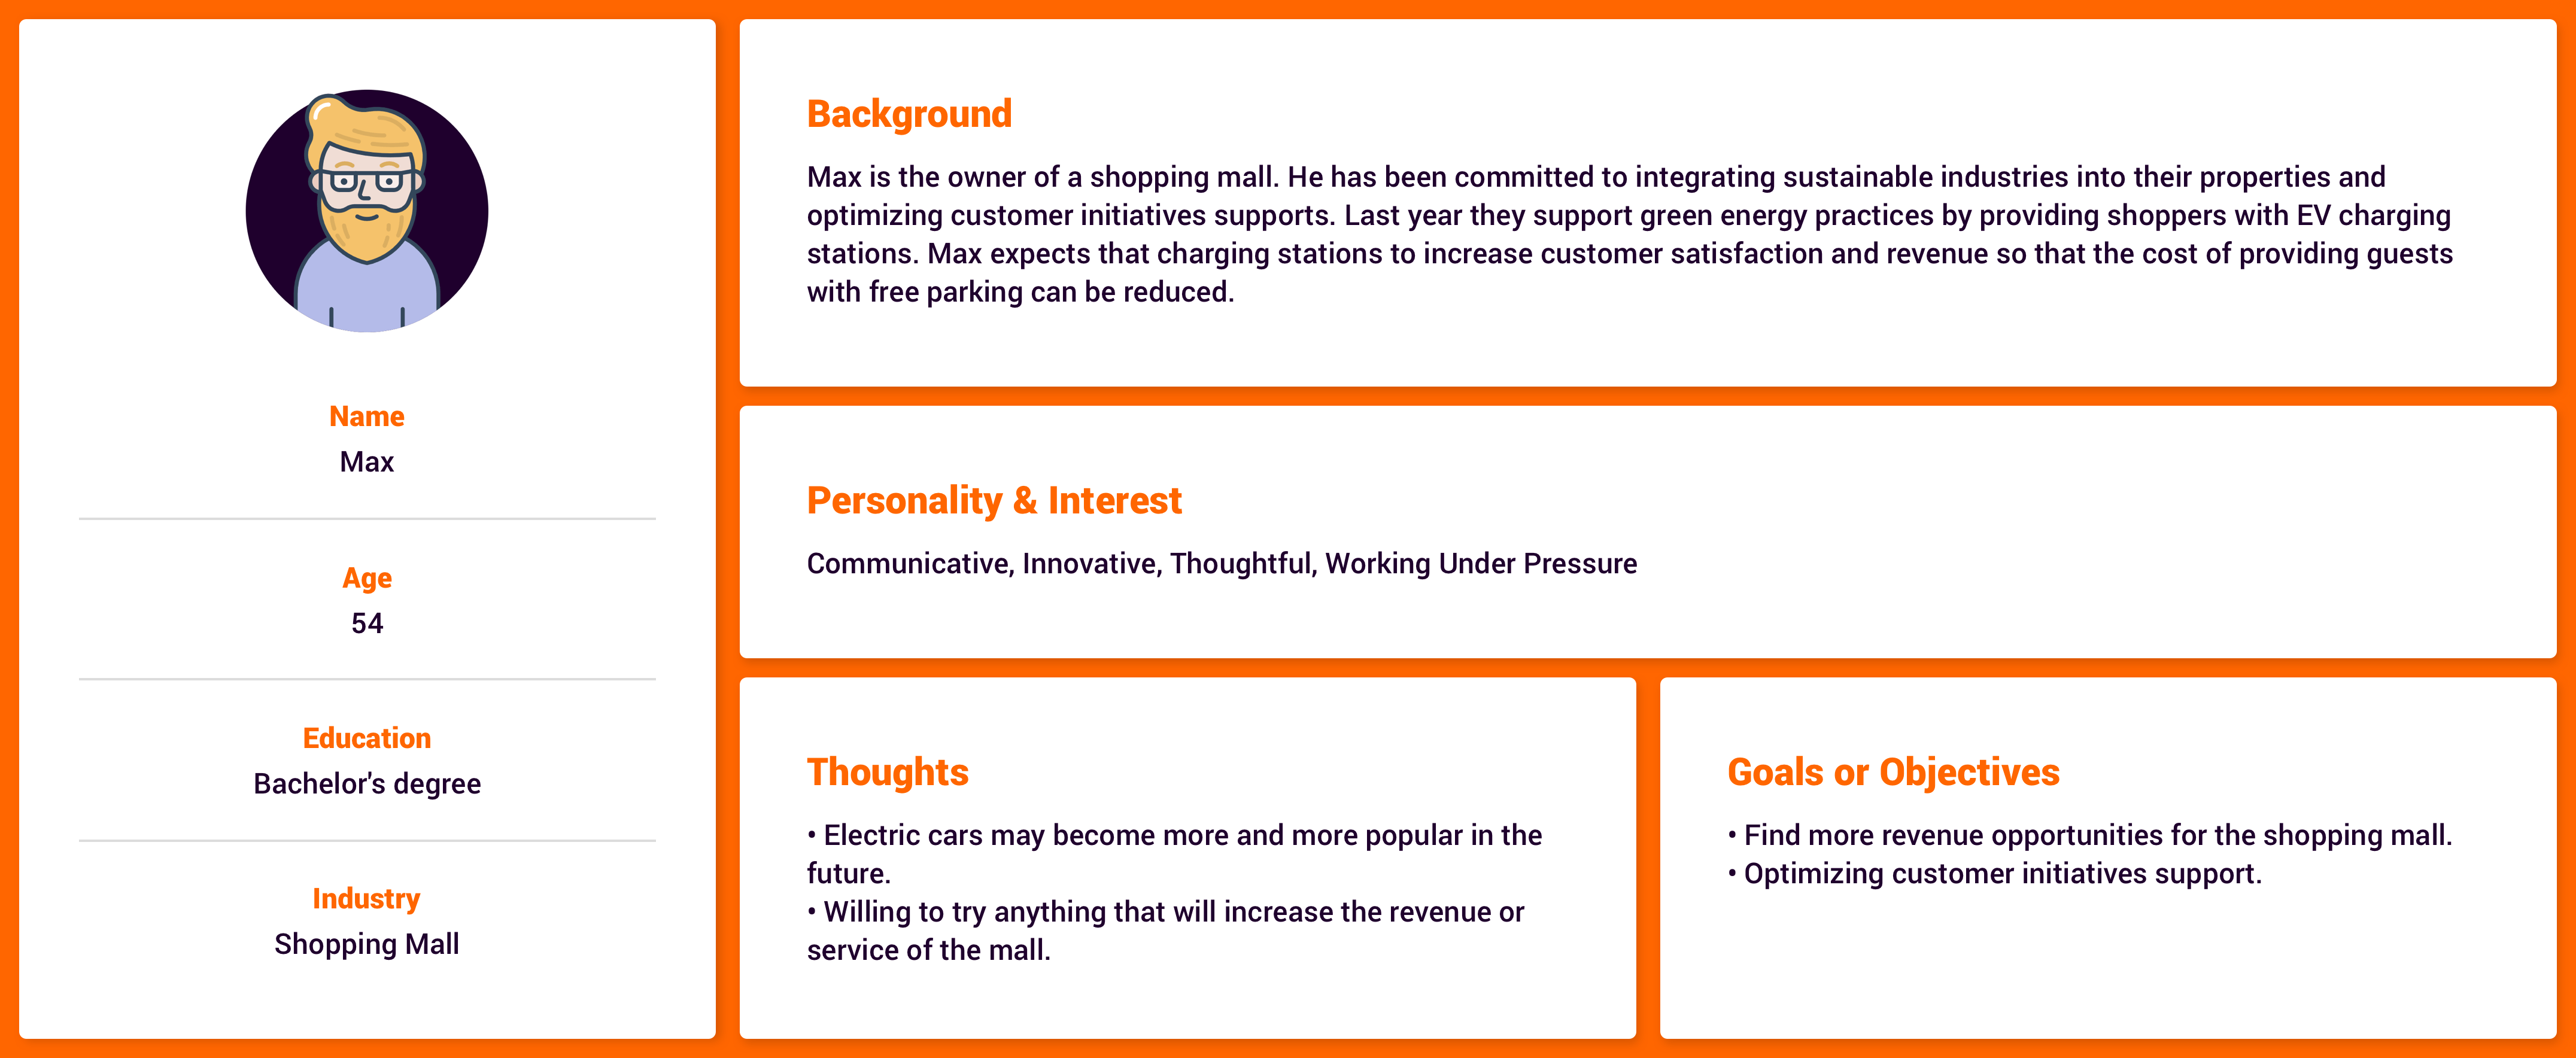 Name
Max
Age
54
Education
Bachelor's degree
Industry
Shopping Mall
Background
Max is the owner of a shopping mall. He has been committed to integrating sustainable industries into their properties and
optimizing customer initiatives supports. Last year they support green energy practices by providing shoppers with EV charging
stations. Max expects that charging stations to increase customer satisfaction and revenue so that the cost of providing guests
with free parking can be reduced.
Personality & Interest
Communicative, Innovative, Thoughtful, Working Under Pressure
Thoughts
• Electric cars may become more and more popular in the
future.
• Willing to try anything that will increase the revenue or
service of the mall.
Goals or Objectives
• Find more revenue opportunities for the shopping mall.
• Optimizing customer initiatives support.